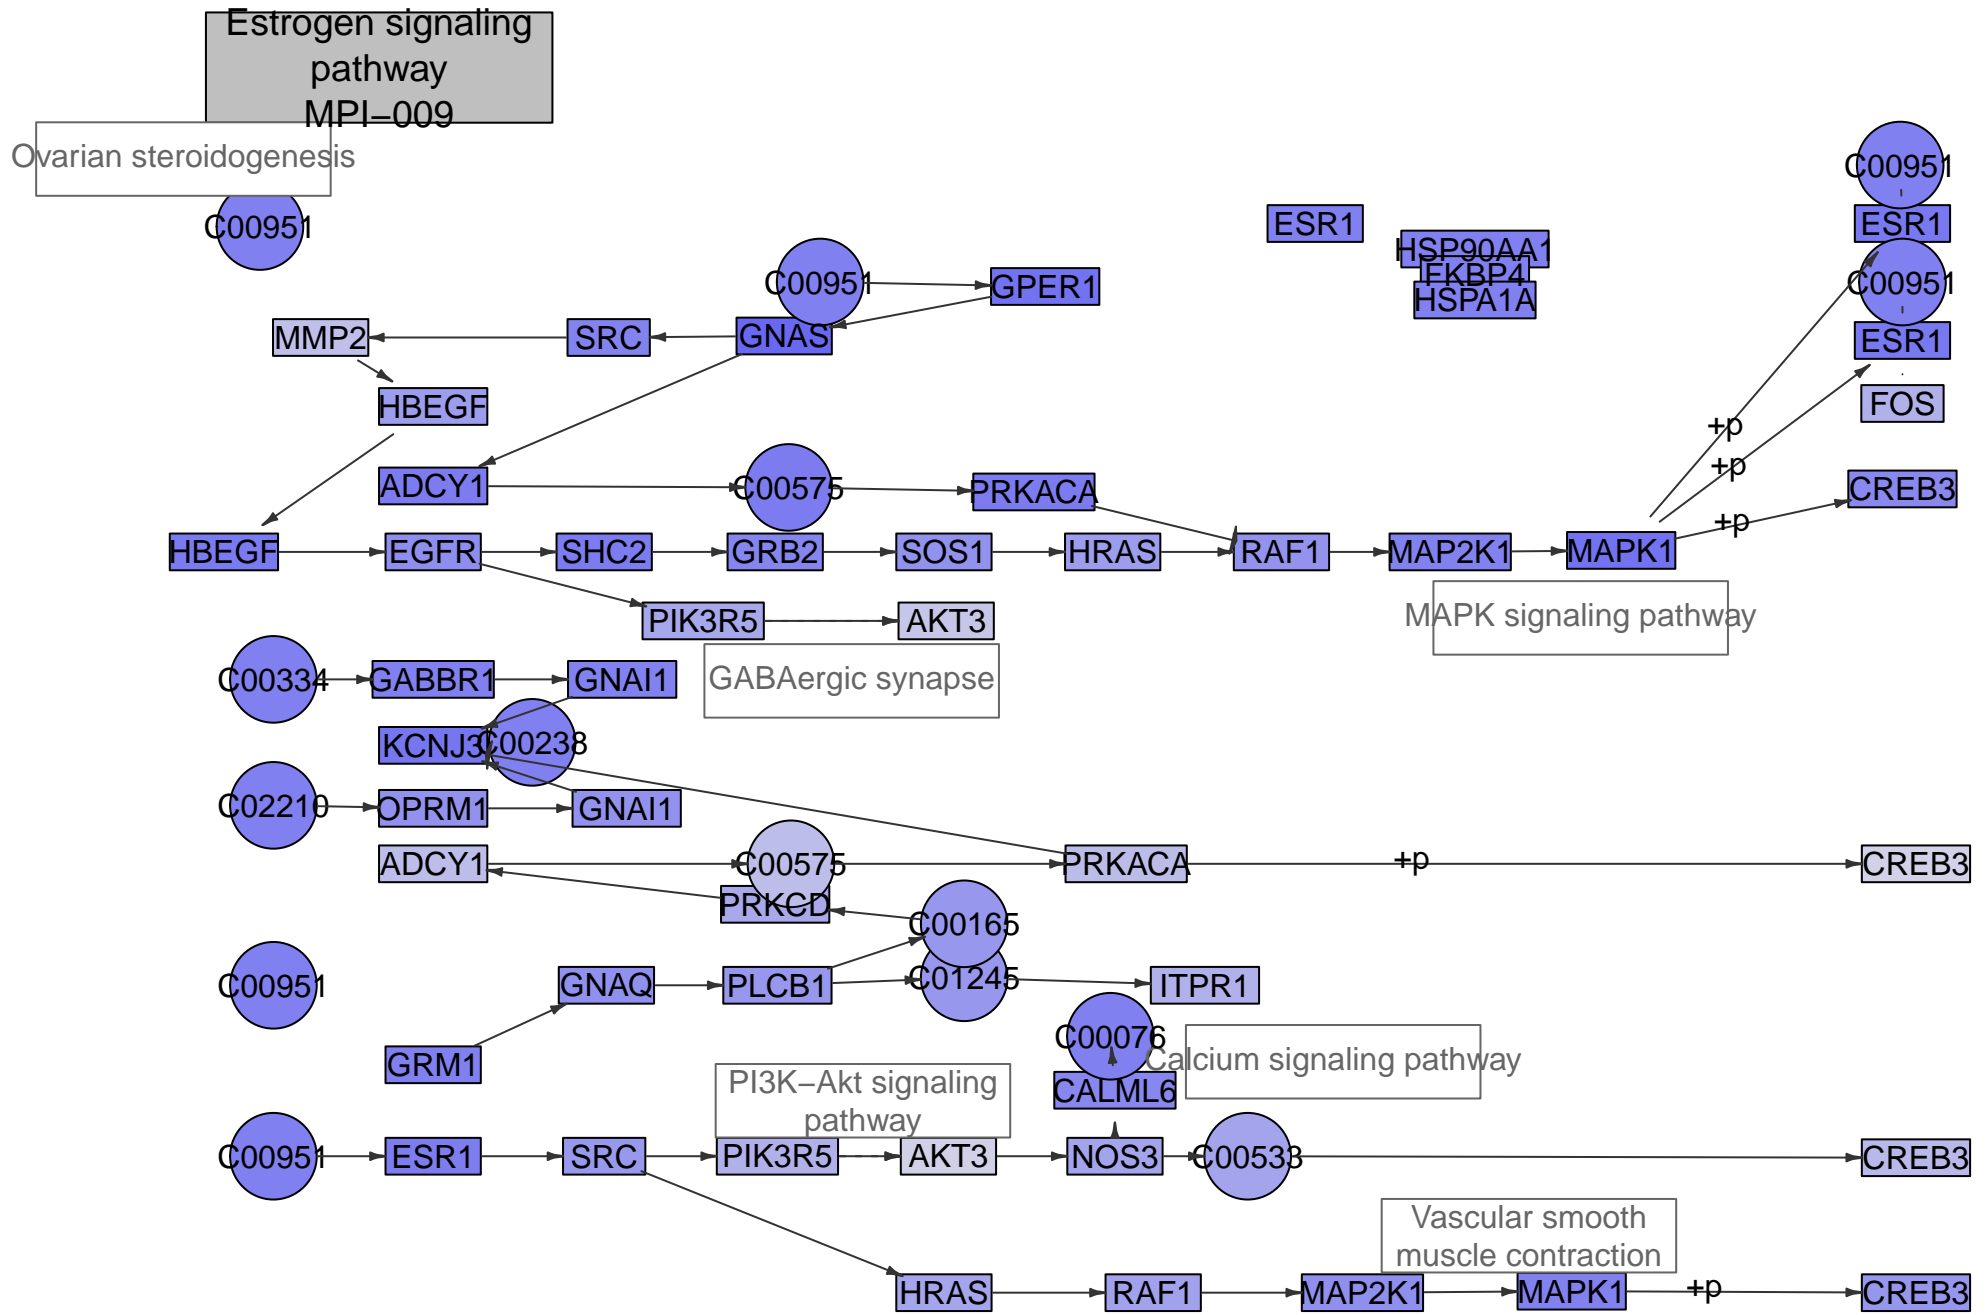 Estrogen signaling
pathway
MPI−009
Ovarian steroidogenesis
C00951
C00951
ESR1
ESR1
C00951
HSP90AA1
FKBP4
HSPA1A
C00951
GPER1
C00951
MMP2
SRC
GNAS
ESR1
HBEGF
FOS
+p
+p
ADCY1
C00575
PRKACA
CREB3
+p
HBEGF
EGFR
SHC2
GRB2
SOS1
HRAS
RAF1
MAP2K1
MAPK1
PIK3R5
AKT3
MAPK signaling pathway
C00334
GABBR1
GNAI1
GABAergic synapse
KCNJ3
C00238
C02210
OPRM1
GNAI1
ADCY1
C00575
PRKACA
+p
CREB3
PRKCD
C00165
C00951
GNAQ
PLCB1
C01245
ITPR1
C00076
Calcium signaling pathway
GRM1
PI3K−Akt signaling
pathway
CALML6
C00951
ESR1
SRC
PIK3R5
AKT3
NOS3
C00533
CREB3
Vascular smooth
muscle contraction
HRAS
RAF1
MAP2K1
MAPK1
+p
CREB3